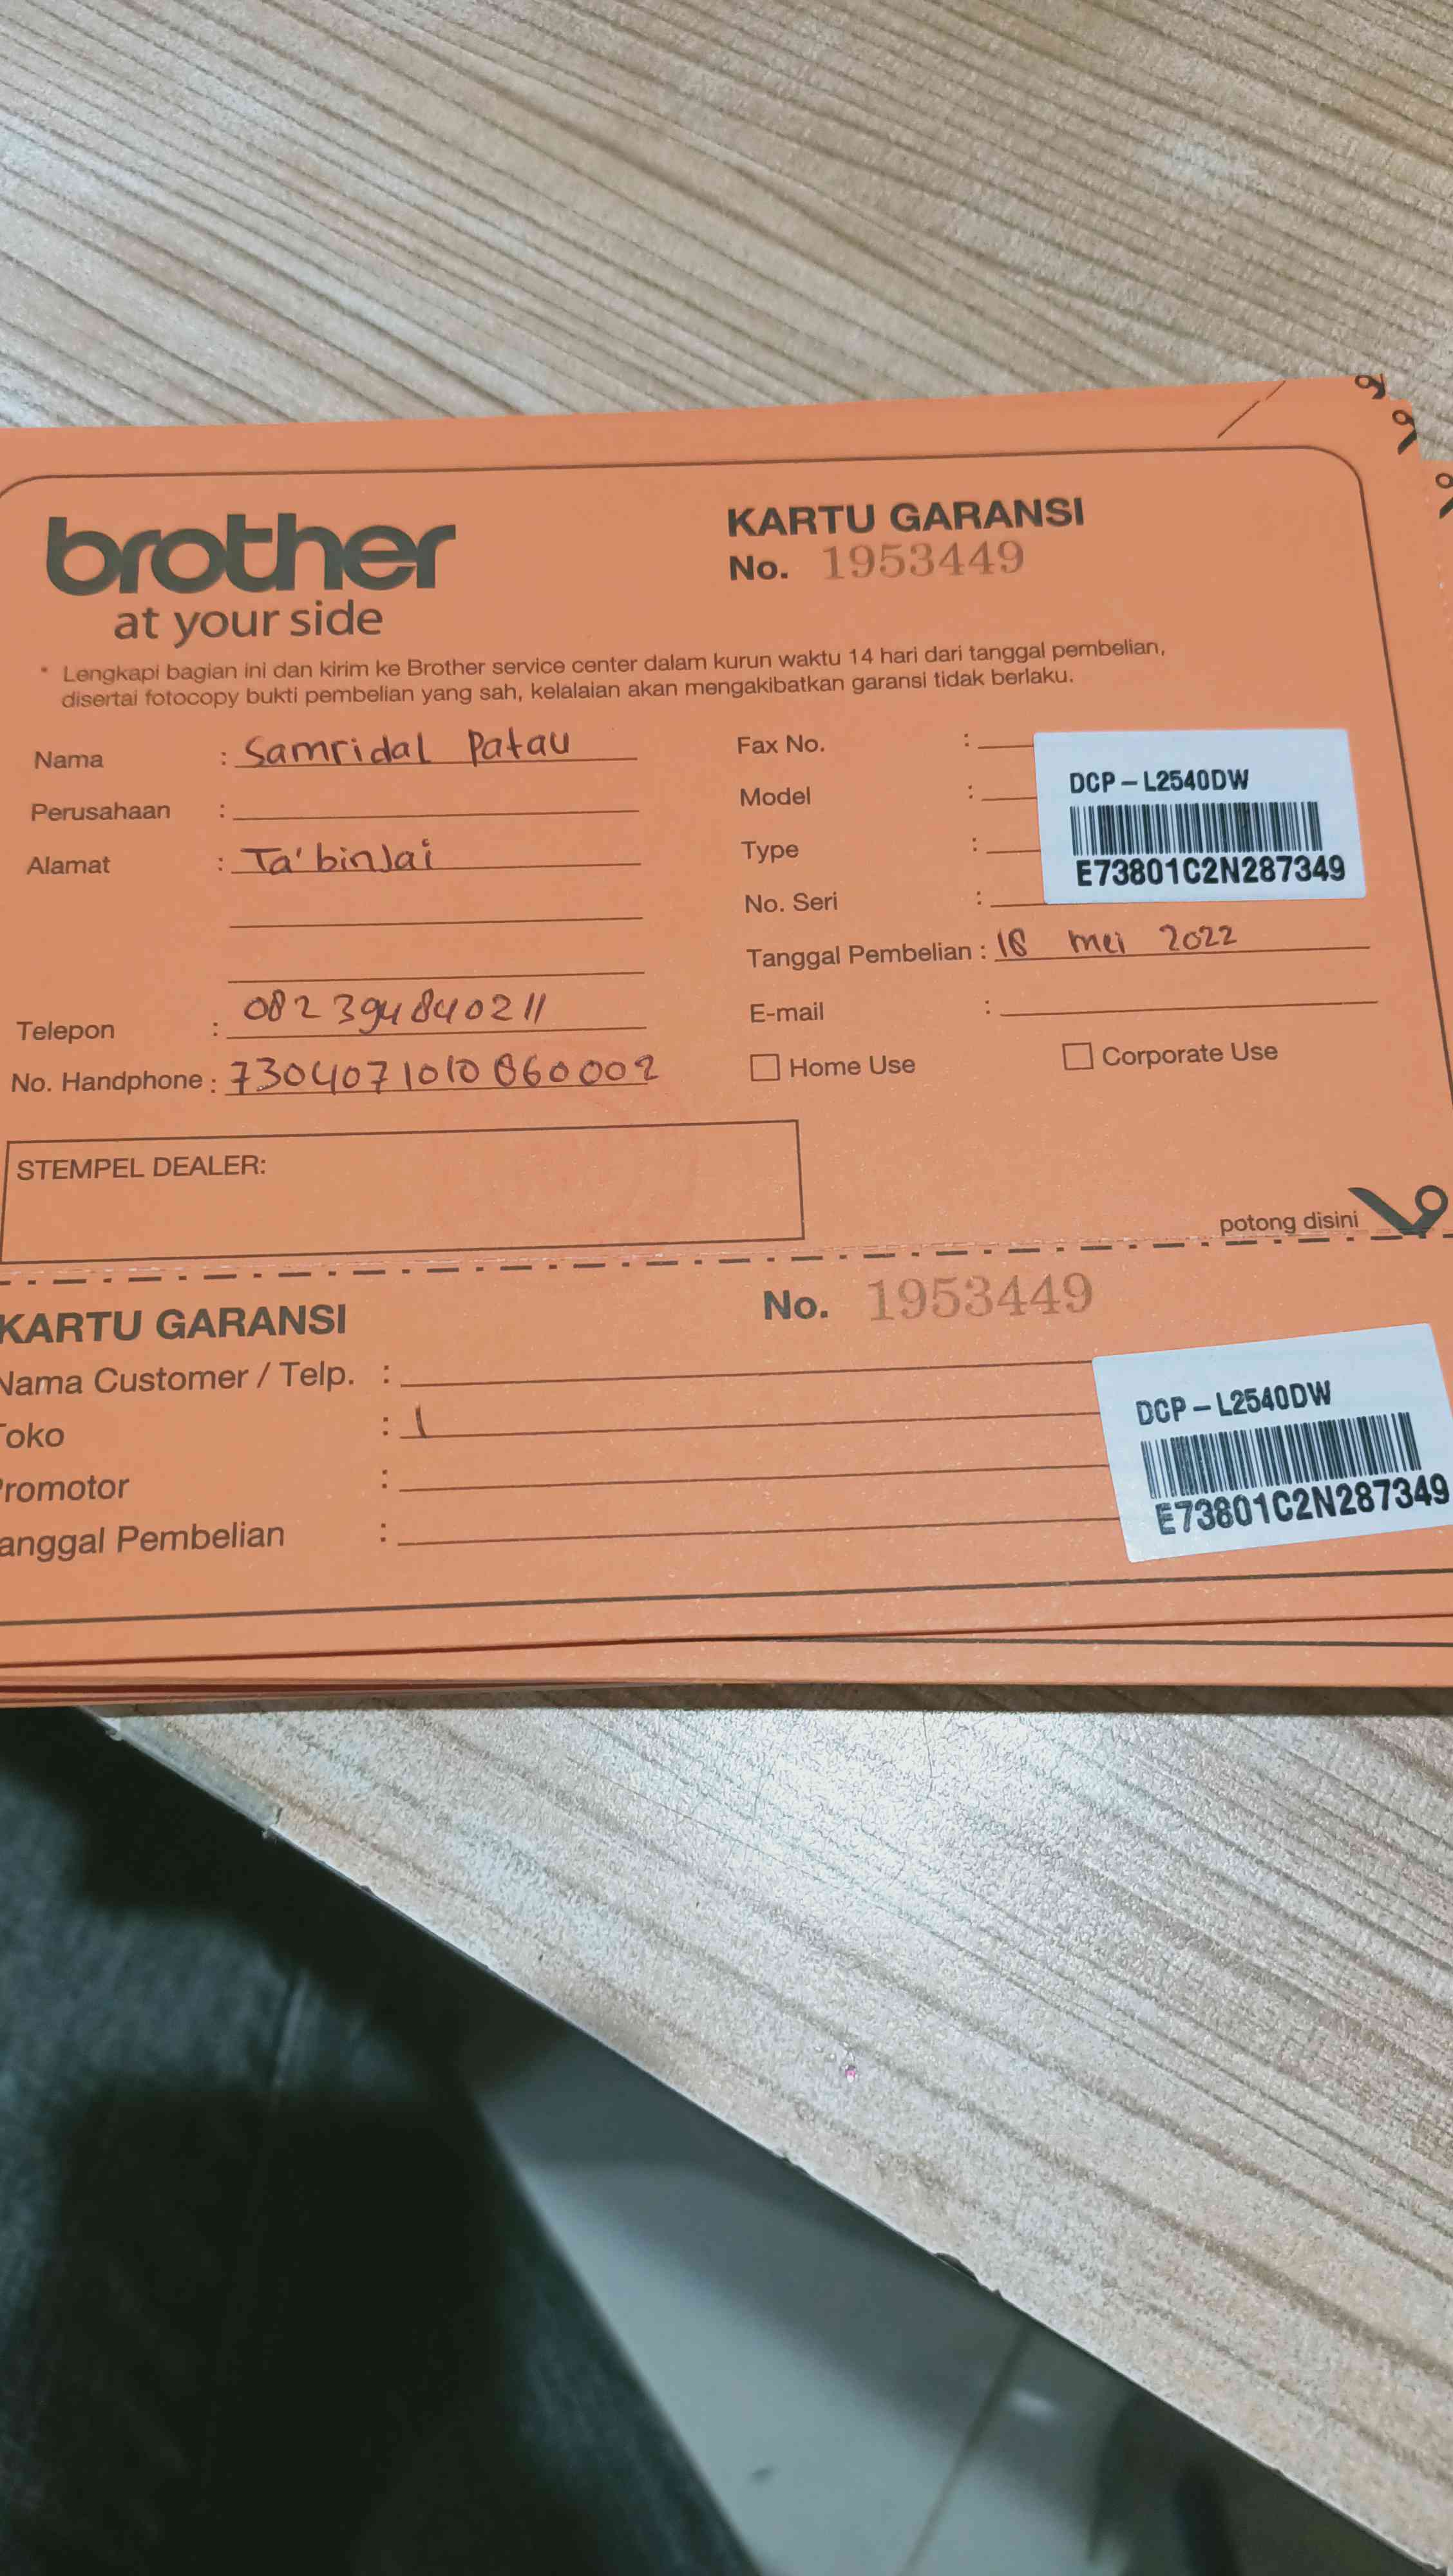 brother
at your side
KARTU GARANSI
No. 1953449
* Lengkapi bagian ini dan kirim ke Brother service center dalam kurun waktu 14 hari dari tanggal pembelian,
disertai fotocopy bukti pembelian yang sah, kelalaian akan mengakibatkan garansi tidak berlaku.
Nama : Samridal Patau
Perusahaan :
Alamat : Ta'binJai
Telepon : 082394840211
No. Handphone :
Fax No. :
Model :
Type :
No. Seri :
DCP – L2540DW
E73801C2N287349
Tanggal Pembelian : 18 mei 2022
E-mail :
Home Use
Corporate Use
STEMPEL DEALER:
potong disini
KARTU GARANSI
No. 1953449
Nama Customer / Telp. :
Toko :
Promotor :
anggal Pembelian :
DCP – L2540DW
E73801C2N287349